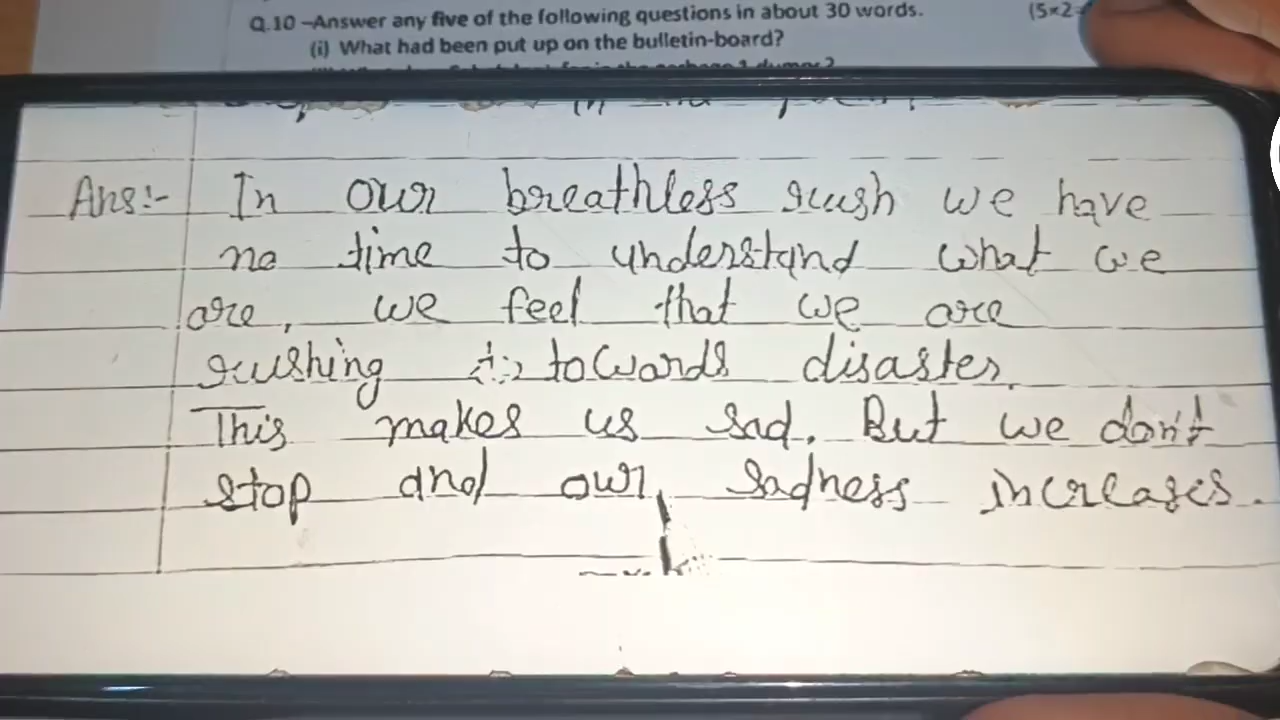 Q.10 –Answer any five of the following questions in about 30 words. (5×2=
(i) What had been put up on the bulletin-board?
Ans:- In our breathless rush we have
no time to understand what we
are, we feel that we are
rushing towards disaster.
This makes us sad. But we don't
stop and our sadness increases.